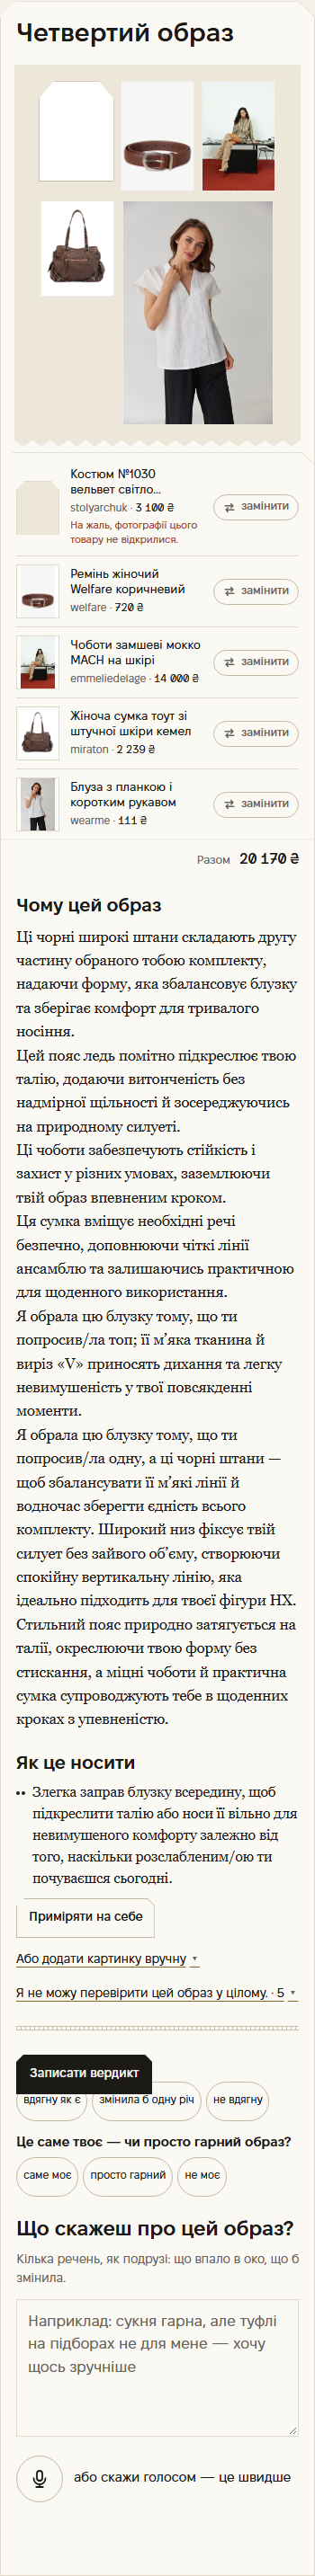 Четвертий образ
Костюм №1030
вельвет світло...
stolyarchuk · 3 100 ₴
На жаль, фотографії цього
товару не відкрилися.
замінити
Ремінь жіночий
Welfare коричневий
welfare · 720 ₴
замінити
Чоботи замшеві мокко
MACH на шкірі
emmeliedelage · 14 000 ₴
замінити
Жіноча сумка тоут зі
штучної шкіри кемел
miraton · 2 239 ₴
замінити
Блуза з планкою і
коротким рукавом
wearme · 111 ₴
замінити
Разом 20 170 ₴
Чому цей образ
Ці чорні широкі штани складають другу
частину обраного тобою комплекту,
надаючи форму, яка збалансовує блузку
та зберігає комфорт для тривалого
носіння.
Цей пояс ледь помітно підкреслює твою
талію, додаючи витонченість без
надмірної щільності й зосереджуючись
на природному силуеті.
Ці чоботи забезпечують стійкість і
захист у різних умовах, заземлюючи
твій образ впевненим кроком.
Ця сумка вміщує необхідні речі
безпечно, доповнюючи чіткі лінії
ансамблю та залишаючись практичною
для щоденного використання.
Я обрала цю блузку тому, що ти
попросив/ла топ; її м’яка тканина й
виріз «V» приносять дихання та легку
невимушеність у твої повсякденні
моменти.
Я обрала цю блузку тому, що ти
попросив/ла одну, а ці чорні штани —
щоб збалансувати її м’які лінії й
водночас зберегти єдність всього
комплекту. Широкий низ фіксує твій
силует без зайвого об’єму, створюючи
спокійну вертикальну лінію, яка
ідеально підходить для твоєї фігури HX.
Стильний пояс природно затягується на
талії, окреслюючи твою форму без
стискання, а міцні чоботи й практична
сумка супроводжують тебе в щоденних
кроках з упевненістю.
Як це носити
Злегка заправ блузку всередину, щоб
підкреслити талію або носи її вільно для
невимушеного комфорту залежно від
того, наскільки розслабленим/ою ти
почуваєшся сьогодні.
Приміряти на себе
Або додати картинку вручну
Я не можу перевірити цей образ у цілому. · 5
Записати вердикт
вдягну як є
змінила б одну річ
не вдягну
Це саме твоє — чи просто гарний образ?
саме моє
просто гарний
не моє
Що скажеш про цей образ?
Кілька речень, як подрузі: що впало в око, що б
змінила.
Наприклад: сукня гарна, але туфлі
на підборах не для мене — хочу
щось зручніше
або скажи голосом — це швидше